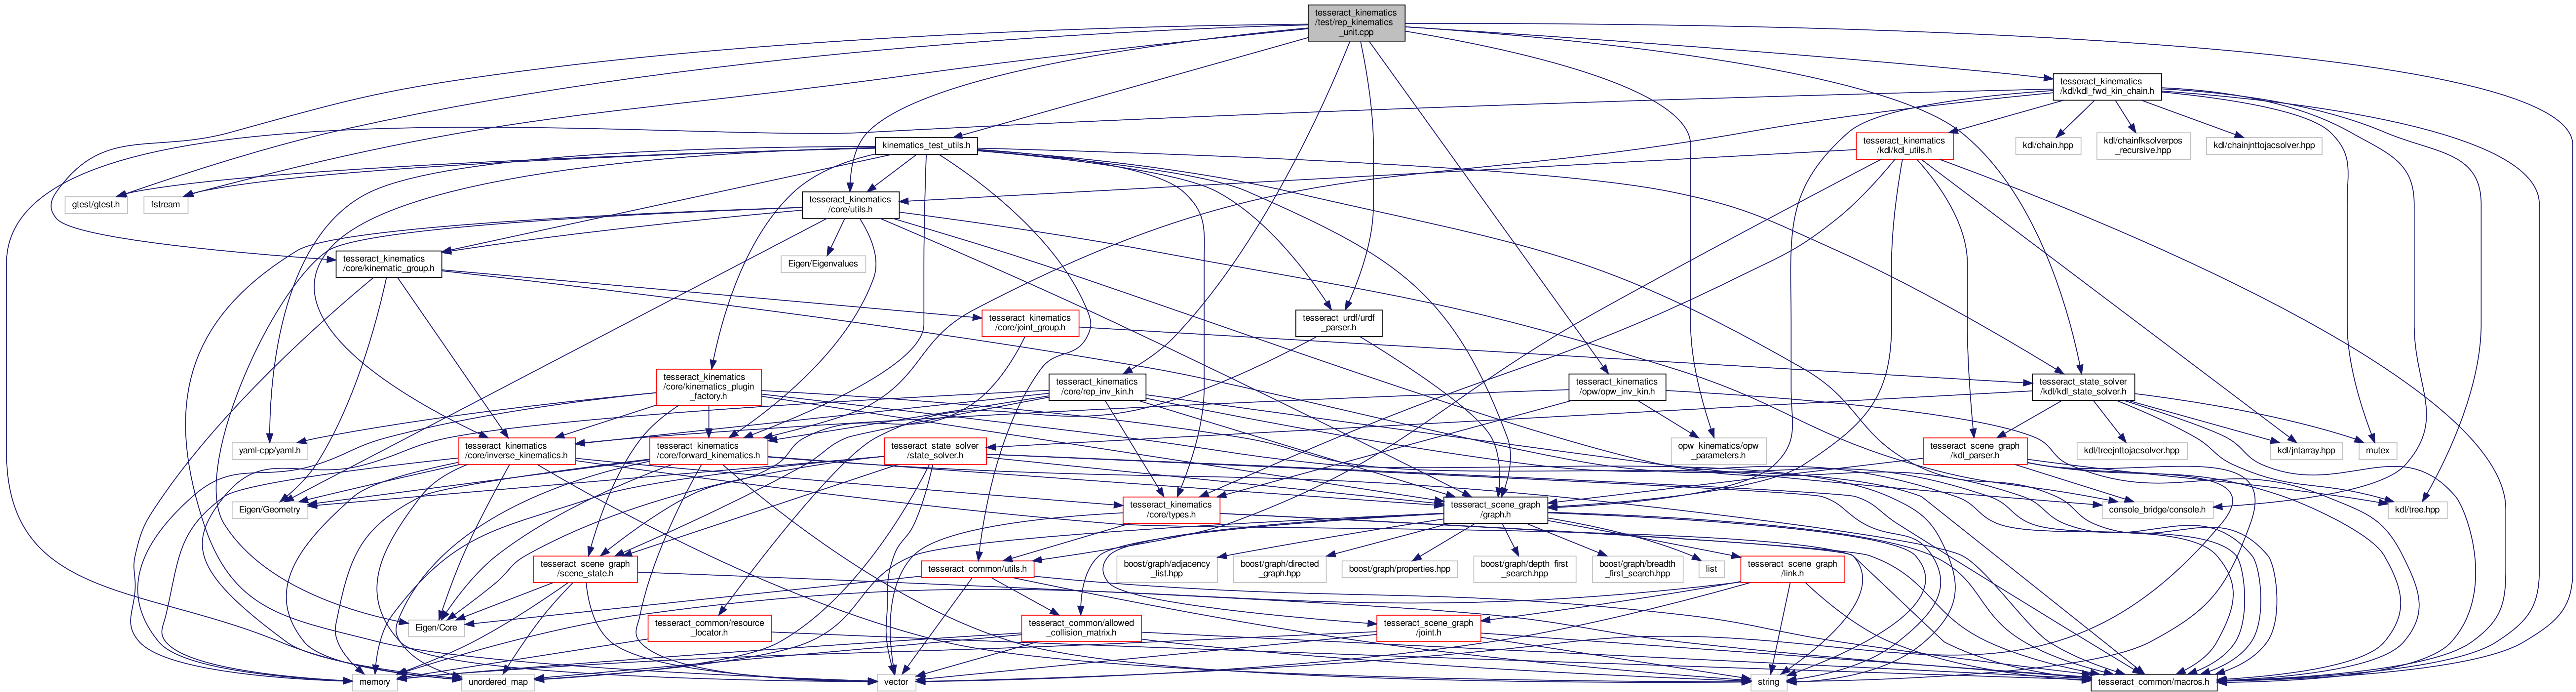 tesseract_kinematics
/test/rep_kinematics
_unit.cpp
tesseract_kinematics
/kdl/kdl_fwd_kin_chain.h
kinematics_test_utils.h
tesseract_kinematics
/kdl/kdl_utils.h
kdl/chain.hpp
kdl/chainfksolverpos
_recursive.hpp
kdl/chainjnttojacsolver.hpp
gtest/gtest.h
fstream
tesseract_kinematics
/core/utils.h
tesseract_kinematics
/core/kinematic_group.h
Eigen/Eigenvalues
tesseract_kinematics
/core/joint_group.h
tesseract_urdf/urdf
_parser.h
tesseract_kinematics
/core/kinematics_plugin
_factory.h
tesseract_kinematics
/core/rep_inv_kin.h
tesseract_kinematics
/opw/opw_inv_kin.h
tesseract_state_solver
/kdl/kdl_state_solver.h
yaml-cpp/yaml.h
tesseract_kinematics
/core/inverse_kinematics.h
tesseract_kinematics
/core/forward_kinematics.h
tesseract_state_solver
/state_solver.h
opw_kinematics/opw
_parameters.h
tesseract_scene_graph
/kdl_parser.h
kdl/treejnttojacsolver.hpp
kdl/jntarray.hpp
mutex
Eigen/Geometry
tesseract_kinematics
/core/types.h
tesseract_scene_graph
/graph.h
console_bridge/console.h
kdl/tree.hpp
tesseract_scene_graph
/scene_state.h
tesseract_common/utils.h
boost/graph/adjacency
_list.hpp
boost/graph/directed
_graph.hpp
boost/graph/properties.hpp
boost/graph/depth_first
_search.hpp
boost/graph/breadth
_first_search.hpp
list
tesseract_scene_graph
/link.h
Eigen/Core
tesseract_common/resource
_locator.h
tesseract_common/allowed
_collision_matrix.h
tesseract_scene_graph
/joint.h
memory
unordered_map
vector
string
tesseract_common/macros.h